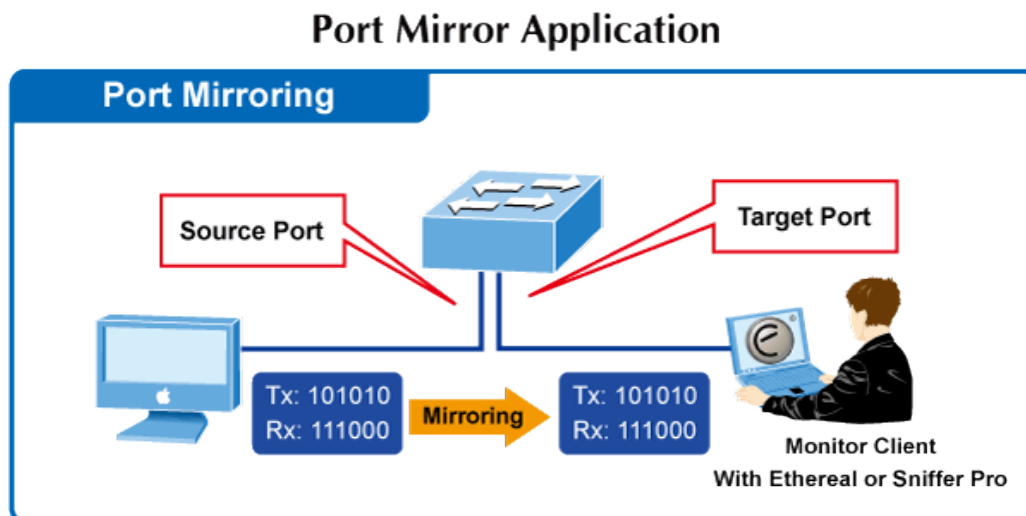 Port Mirror Application
Port Mirroring
Source Port
Target Port
Tx: 101010
Rx: 111000
Mirroring
Tx: 101010
Rx: 111000
e
Monitor Client
With Ethereal or Sniffer Pro